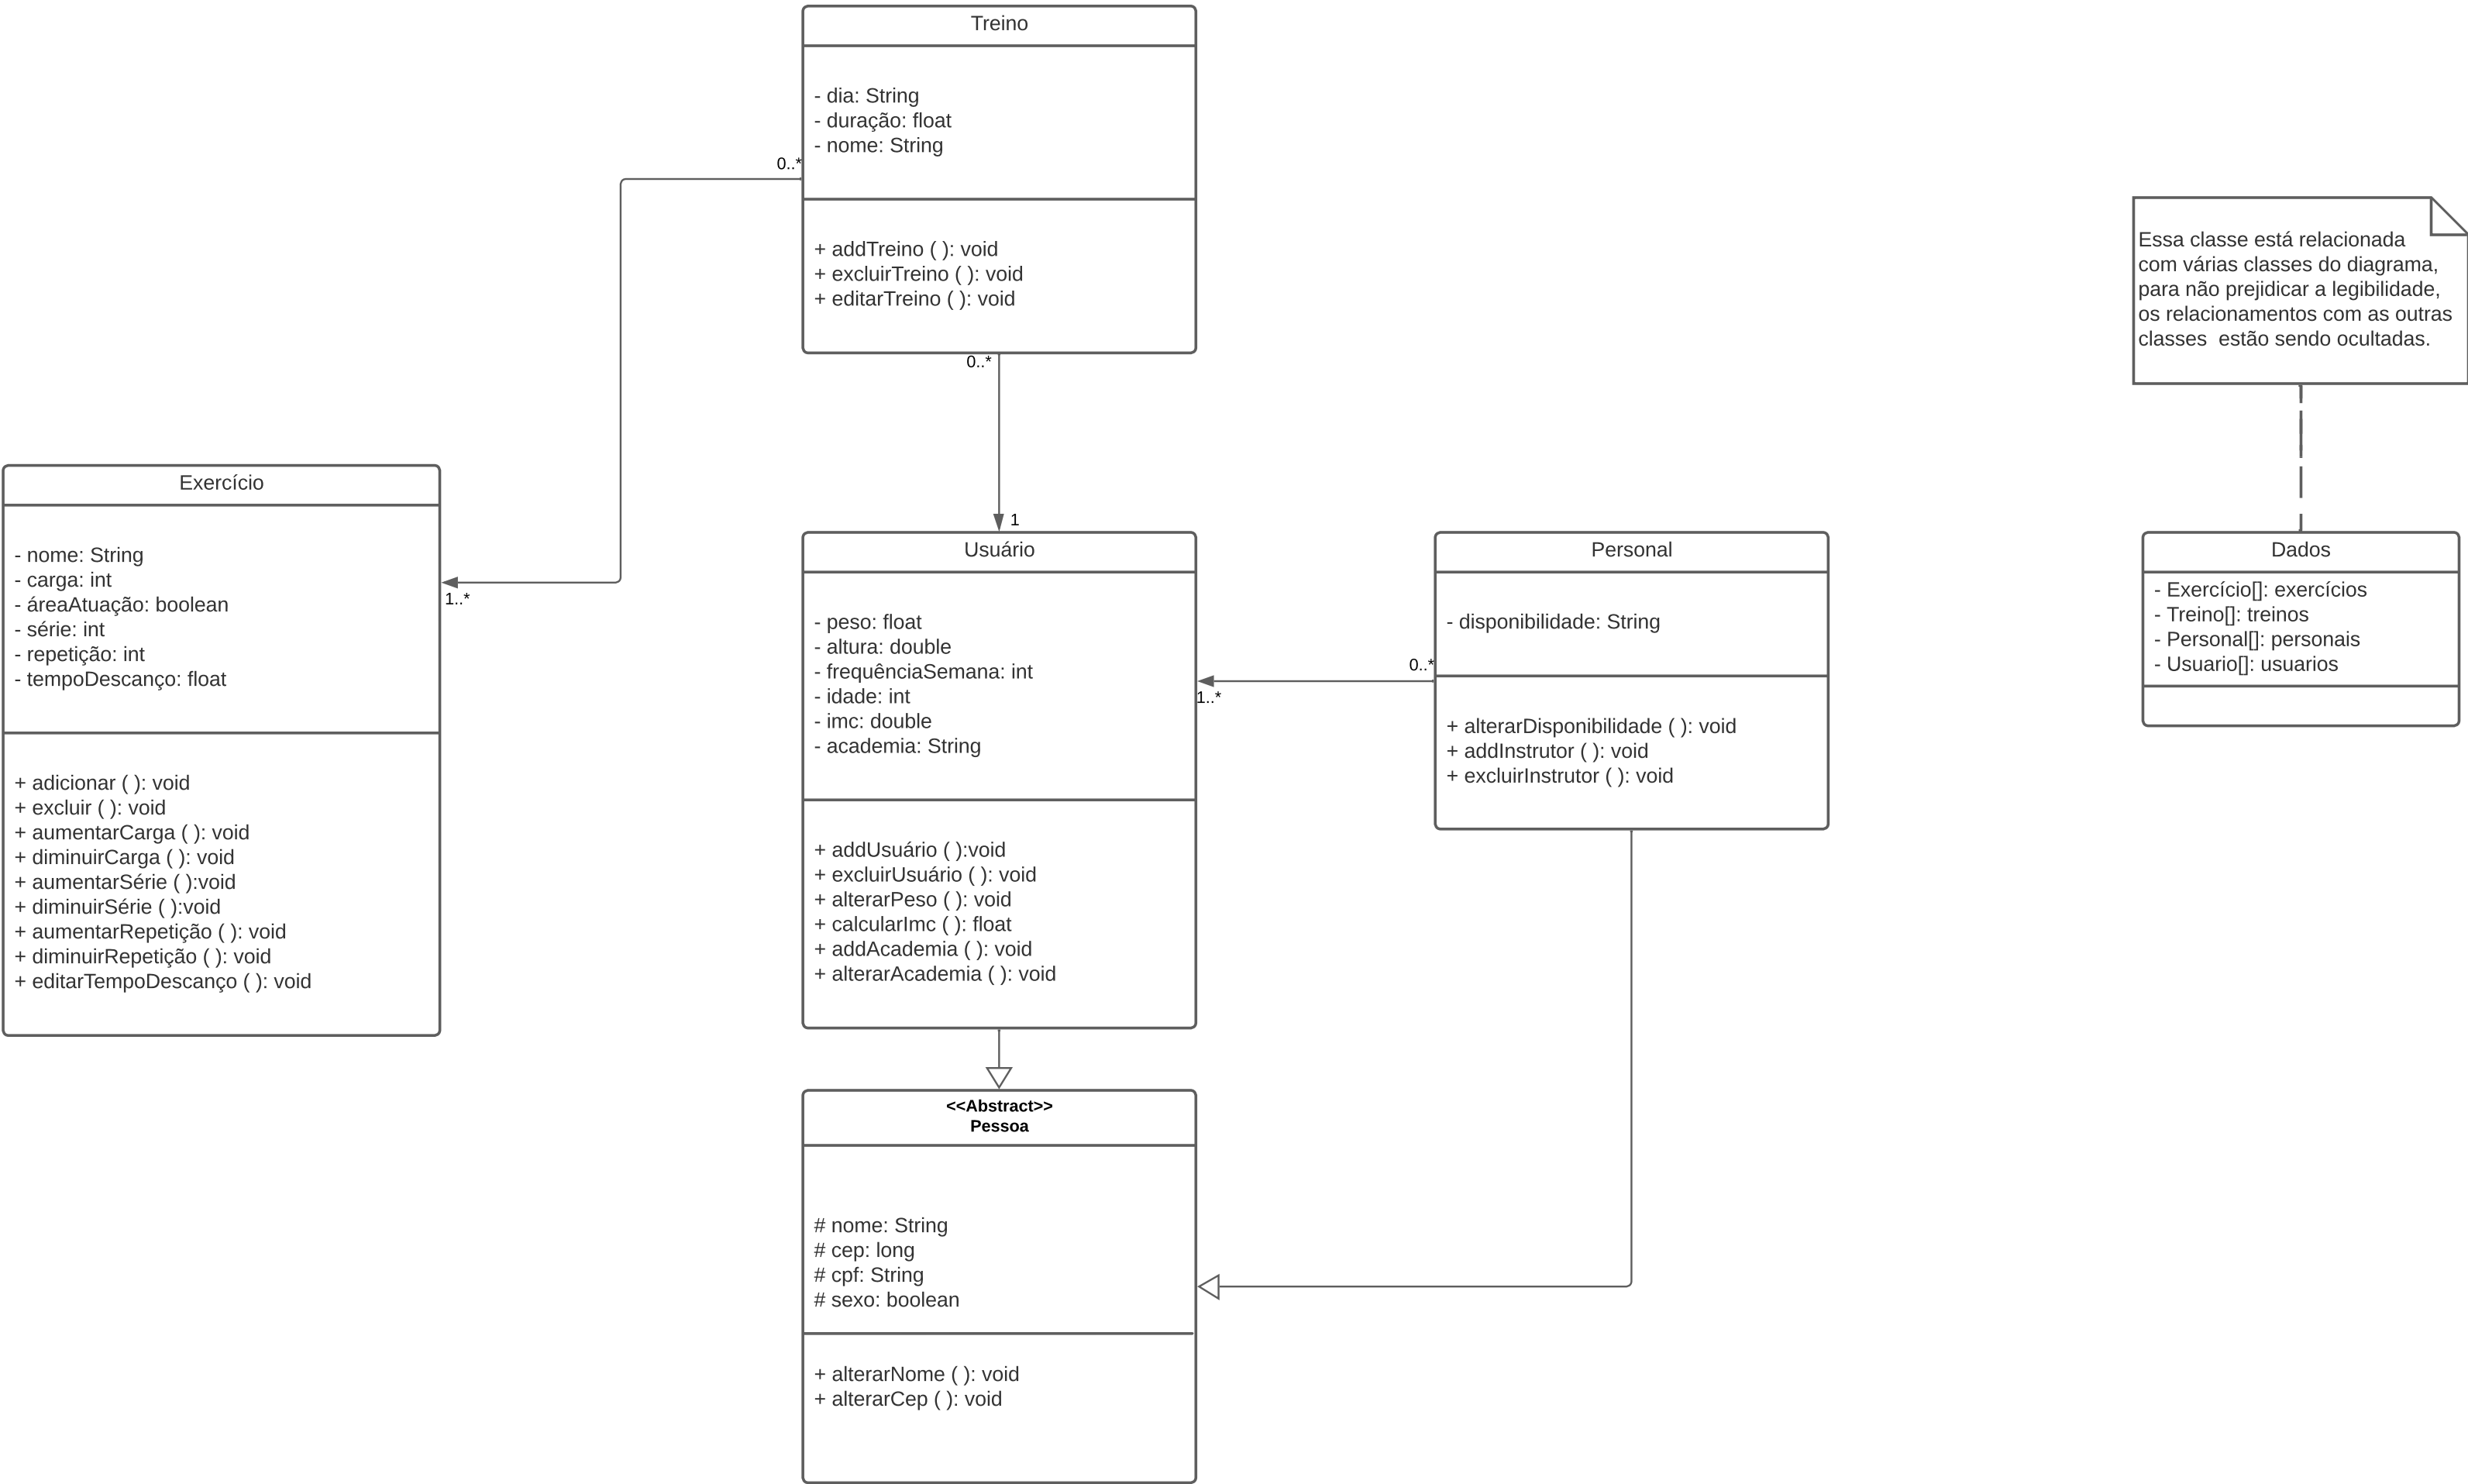 Treino
- dia: String
- duração: float
- nome: String
+ addTreino ( ): void
+ excluirTreino ( ): void
+ editarTreino ( ): void
0..*
0..*
1
1..*
Exercício
- nome: String
- carga: int
- áreaAtuação: boolean
- série: int
- repetição: int
- tempoDescanço: float
+ adicionar ( ): void
+ excluir ( ): void
+ aumentarCarga ( ): void
+ diminuirCarga ( ): void
+ aumentarSérie ( ):void
+ diminuirSérie ( ):void
+ aumentarRepetição ( ): void
+ diminuirRepetição ( ): void
+ editarTempoDescanço ( ): void
Usuário
- peso: float
- altura: double
- frequênciaSemana: int
- idade: int
- imc: double
- academia: String
+ addUsuário ( ):void
+ excluirUsuário ( ): void
+ alterarPeso ( ): void
+ calcularImc ( ): float
+ addAcademia ( ): void
+ alterarAcademia ( ): void
1..*
0..*
Personal
- disponibilidade: String
+ alterarDisponibilidade ( ): void
+ addInstrutor ( ): void
+ excluirInstrutor ( ): void
<<Abstract>>
Pessoa
# nome: String
# cep: long
# cpf: String
# sexo: boolean
+ alterarNome ( ): void
+ alterarCep ( ): void
Essa classe está relacionada
com várias classes do diagrama,
para não prejidicar a legibilidade,
os relacionamentos com as outras
classes  estão sendo ocultadas.
Dados
- Exercício[]: exercícios
- Treino[]: treinos
- Personal[]: personais
- Usuario[]: usuarios